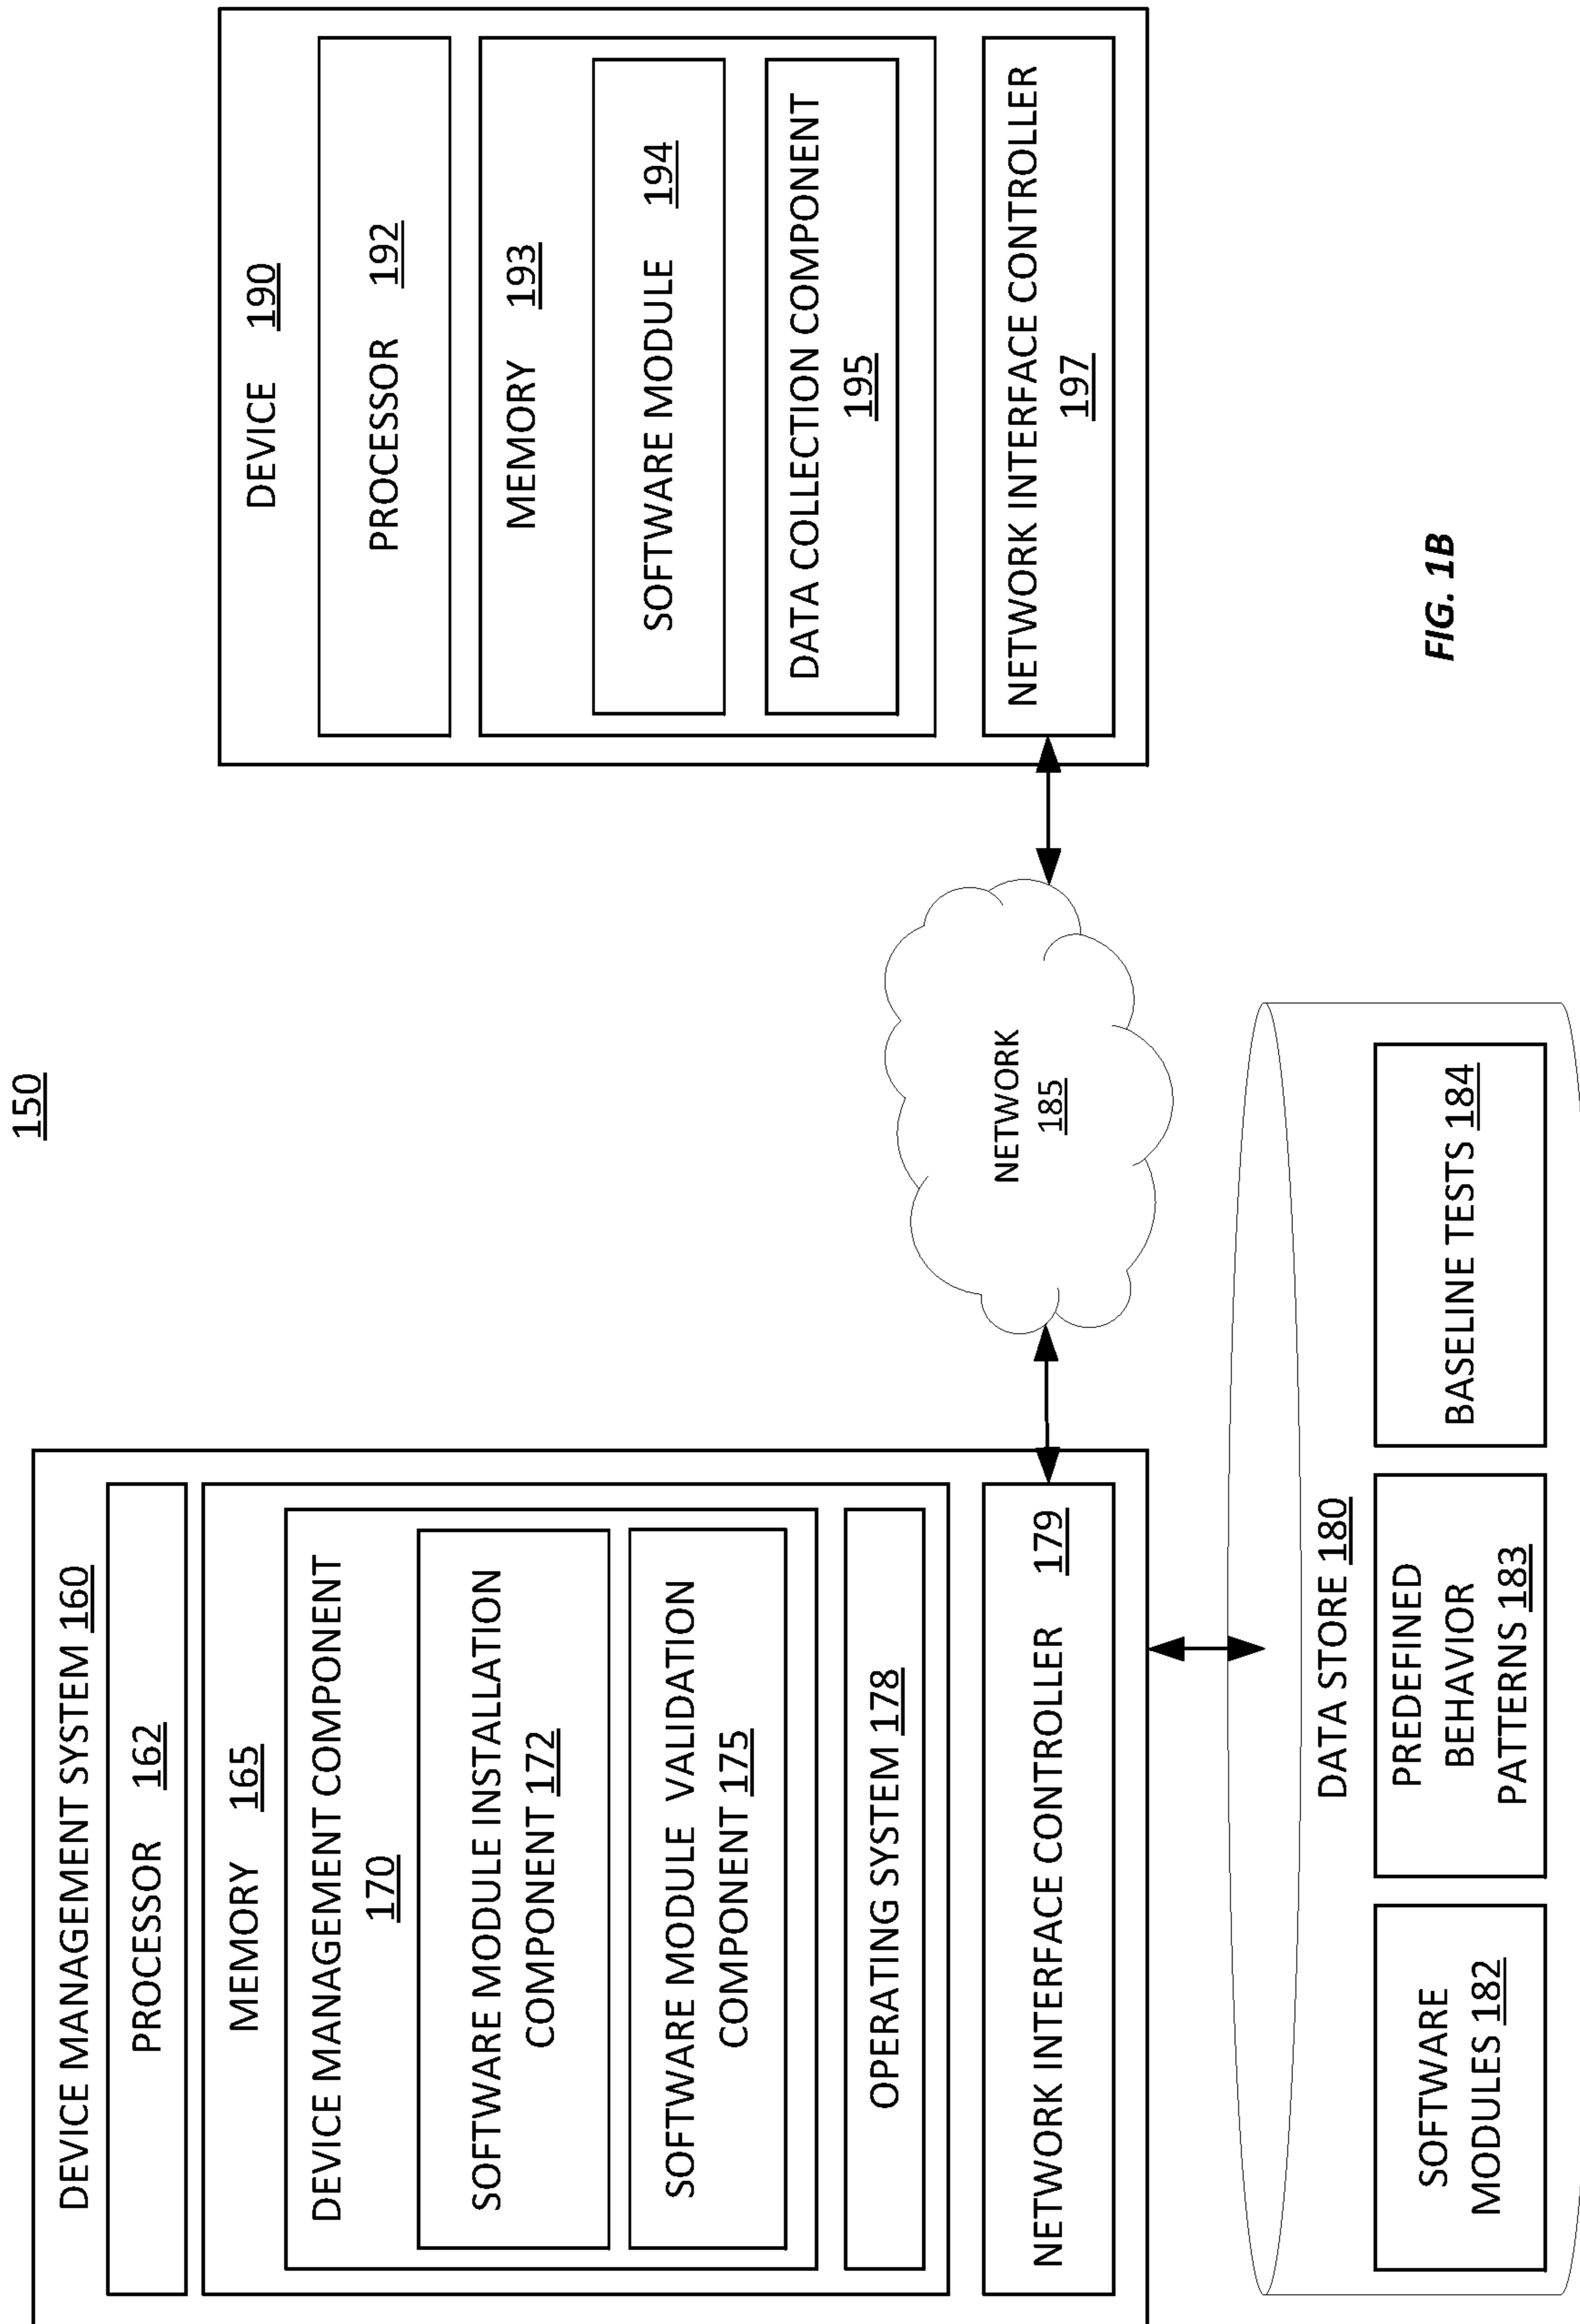 150
DEVICE MANAGEMENT SYSTEM 160
PROCESSOR 162
MEMORY 165
DEVICE MANAGEMENT COMPONENT
170
SOFTWARE MODULE INSTALLATION
COMPONENT 172
SOFTWARE MODULE VALIDATION
COMPONENT 175
OPERATING SYSTEM 178
NETWORK INTERFACE CONTROLLER 179
DATA STORE 180
SOFTWARE
MODULES 182
PREDEFINED
BEHAVIOR
PATTERNS 183
BASELINE TESTS 184
NETWORK
185
DEVICE 190
PROCESSOR 192
MEMORY 193
SOFTWARE MODULE 194
DATA COLLECTION COMPONENT
195
NETWORK INTERFACE CONTROLLER
197
FIG. 1B